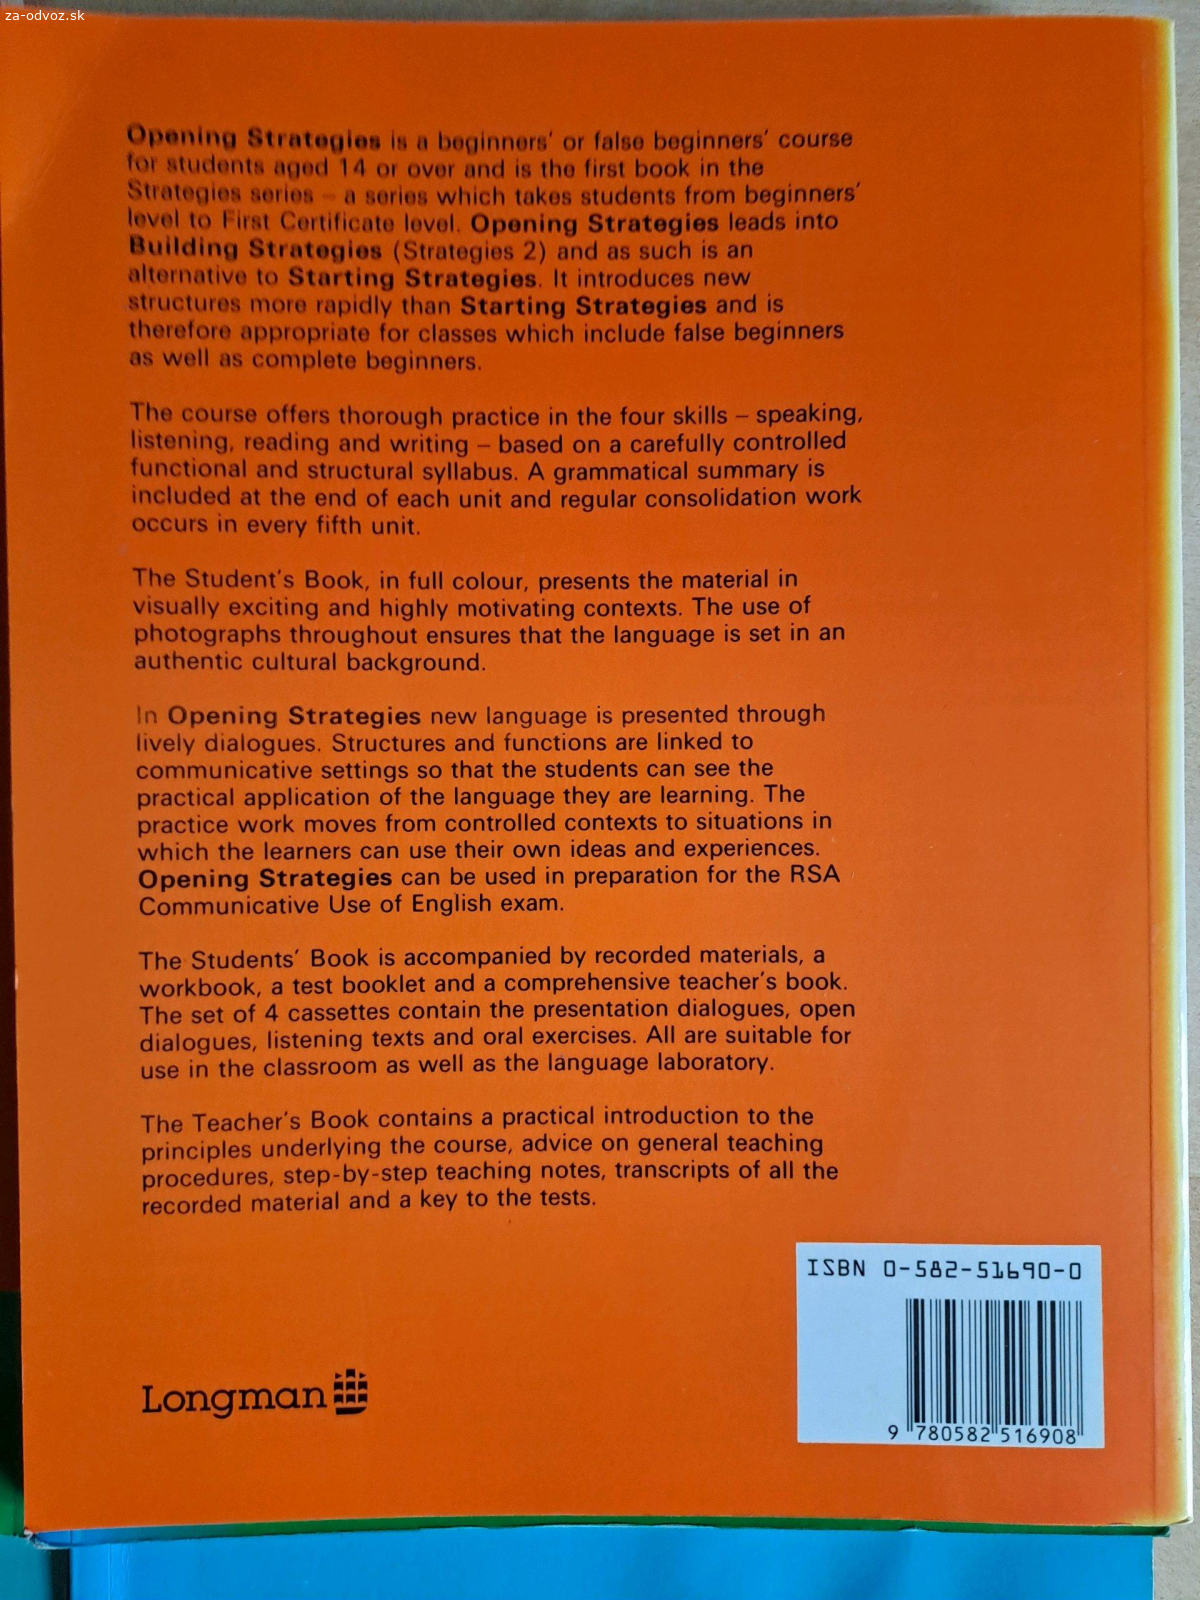 za-odvoz.sk
Opening Strategies is a beginners' or false beginners' course
for students aged 14 or over and is the first book in the
Strategies series – a series which takes students from beginners'
level to First Certificate level. Opening Strategies leads into
Building Strategies (Strategies 2) and as such is an
alternative to Starting Strategies. It introduces new
structures more rapidly than Starting Strategies and is
therefore appropriate for classes which include false beginners
as well as complete beginners.
The course offers thorough practice in the four skills – speaking,
listening, reading and writing – based on a carefully controlled
functional and structural syllabus. A grammatical summary is
included at the end of each unit and regular consolidation work
occurs in every fifth unit.
The Student's Book, in full colour, presents the material in
visually exciting and highly motivating contexts. The use of
photographs throughout ensures that the language is set in an
authentic cultural background.
In Opening Strategies new language is presented through
lively dialogues. Structures and functions are linked to
communicative settings so that the students can see the
practical application of the language they are learning. The
practice work moves from controlled contexts to situations in
which the learners can use their own ideas and experiences.
Opening Strategies can be used in preparation for the RSA
Communicative Use of English exam.
The Students' Book is accompanied by recorded materials, a
workbook, a test booklet and a comprehensive teacher's book.
The set of 4 cassettes contain the presentation dialogues, open
dialogues, listening texts and oral exercises. All are suitable for
use in the classroom as well as the language laboratory.
The Teacher's Book contains a practical introduction to the
principles underlying the course, advice on general teaching
procedures, step-by-step teaching notes, transcripts of all the
recorded material and a key to the tests.
ISBN 0-582-51690-0
Longman
9 780582 516908